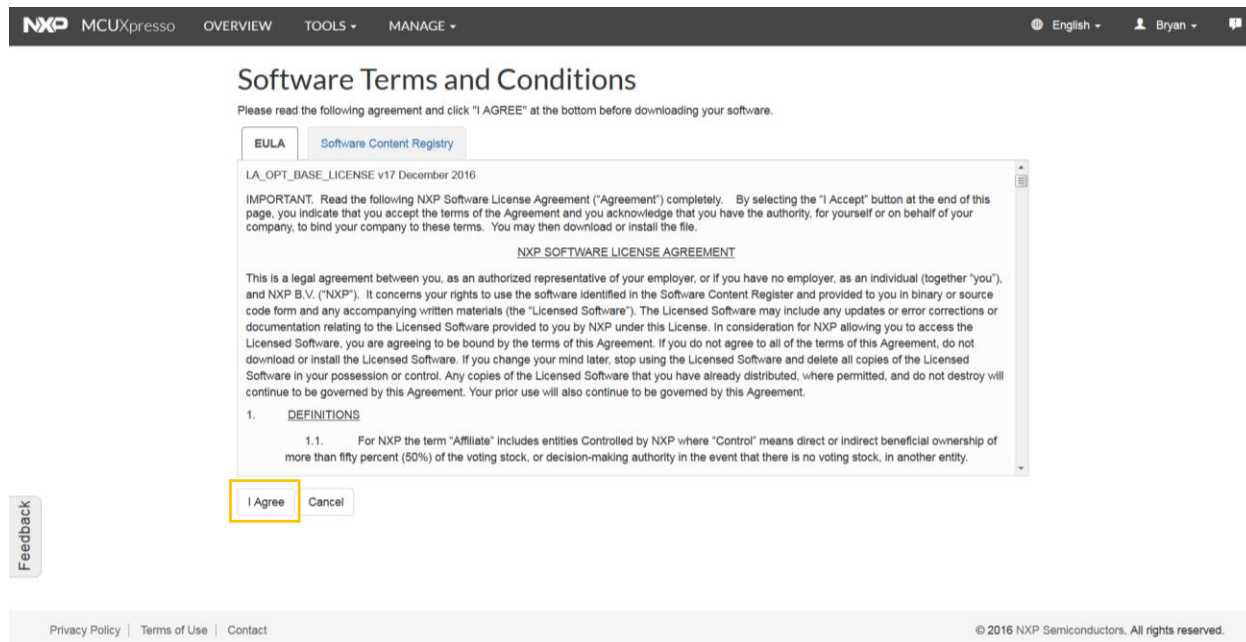 NXP MCUXpresso OVERVIEW TOOLS MANAGE English Bryan
Software Terms and Conditions
Please read the following agreement and click "I AGREE" at the bottom before downloading your software.
EULA Software Content Registry
LA_OPT_BASE_LICENSE v17 December 2016
IMPORTANT. Read the following NXP Software License Agreement ("Agreement") completely. By selecting the "I Accept" button at the end of this
page, you indicate that you accept the terms of the Agreement and you acknowledge that you have the authority, for yourself or on behalf of your
company, to bind your company to these terms. You may then download or install the file.
NXP SOFTWARE LICENSE AGREEMENT
This is a legal agreement between you, as an authorized representative of your employer, or if you have no employer, as an individual (together "you"),
and NXP B.V. ("NXP"). It concerns your rights to use the software identified in the Software Content Register and provided to you in binary or source
code form and any accompanying written materials (the "Licensed Software"). The Licensed Software may include any updates or error corrections or
documentation relating to the Licensed Software provided to you by NXP under this License. In consideration for NXP allowing you to access the
Licensed Software, you are agreeing to be bound by the terms of this Agreement. If you do not agree to all of the terms of this Agreement, do not
download or install the Licensed Software. If you change your mind later, stop using the Licensed Software and delete all copies of the Licensed
Software in your possession or control. Any copies of the Licensed Software that you have already distributed, where permitted, and do not destroy will
continue to be governed by this Agreement. Your prior use will also continue to be governed by this Agreement.
1. DEFINITIONS
1.1. For NXP the term "Affiliate" includes entities Controlled by NXP where "Control" means direct or indirect beneficial ownership of
more than fifty percent (50%) of the voting stock, or decision-making authority in the event that there is no voting stock, in another entity.
I Agree Cancel
Feedback
Privacy Policy | Terms of Use | Contact © 2016 NXP Semiconductors. All rights reserved.